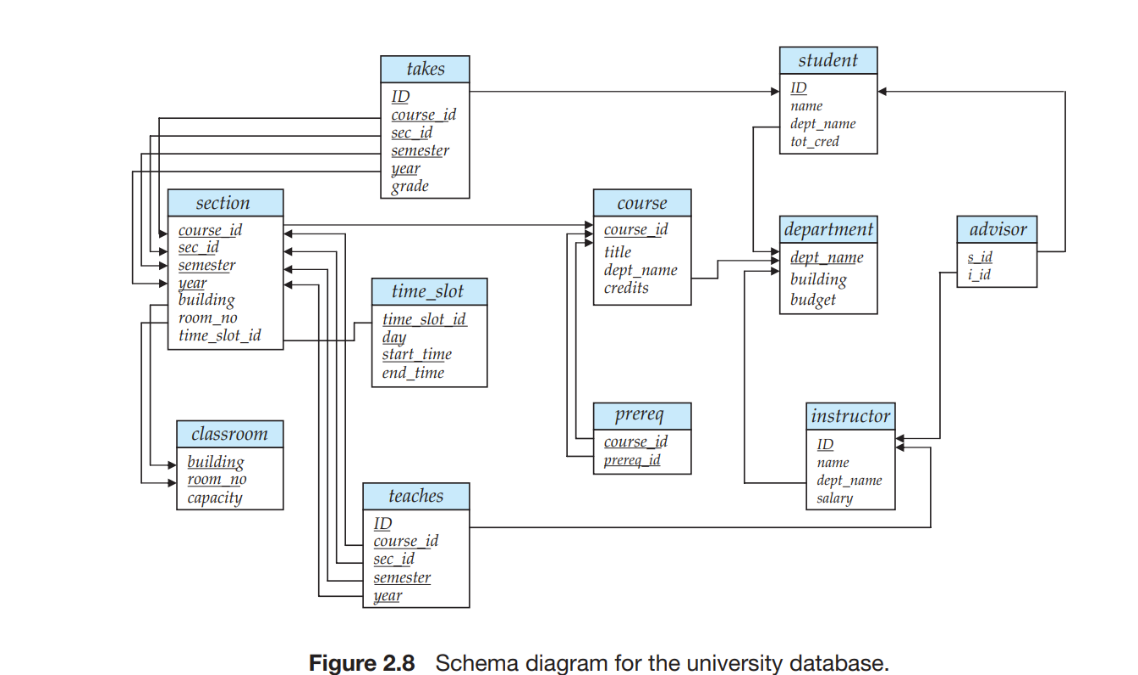 takes
ID
course_id
sec_id
semester
year
grade
student
ID
name
dept_name
tot_cred
section
course_id
sec_id
semester
year
building
room_no
time_slot_id
course
course_id
title
dept_name
credits
department
dept_name
building
budget
advisor
s_id
i_id
time_slot
time_slot_id
day
start_time
end_time
classroom
building
room_no
capacity
prereq
course_id
prereq_id
instructor
ID
name
dept_name
salary
teaches
ID
course_id
sec_id
semester
year
Figure 2.8 Schema diagram for the university database.